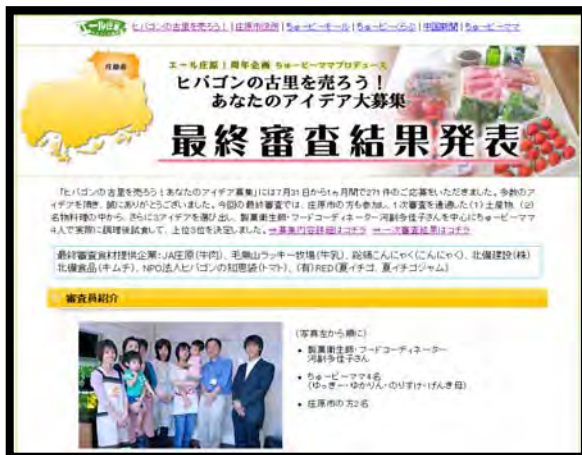 エール庄原 ヒバゴンの古里を売ろう！ | 庄原市役所 | ちゅーピーモール | ちゅーピーくらぶ | 中国新聞 | ちゅーピーママ
庄原市
エール庄原1周年企画 ちゅーピーママプロデュース
ヒバゴンの古里を売ろう！
あなたのアイデア大募集
最終審査結果発表
「ヒバゴンの古里を売ろう！あなたのアイデア募集」には7月31日から1ヵ月間で271件のご応募をいただきました。多数のア
イデアを頂き、誠にありがとうございました。今回の最終審査では、庄原市の方も参加し、1次審査を通過した(1)土産物、(2)
名物料理の中から、さらに3アイデアを選び出し、製菓衛生師・フードコーディネーター河副令佳子さんを中心にちゅーピーママ
4人で実際に調理後試食して、上位3位を決定しました。⇒募集内容詳細はコチラ ⇒一次審査結果はコチラ
最終審査食材提供企業:JA庄原(牛肉)、毛無山ラッキー牧場(牛乳)、総領こんにゃく(こんにゃく)、北備建設(株)
北備食品(キムチ)、NPO法人ヒバゴンの知恵袋(トマト)、(有)RED(夏イチゴ、夏イチゴジャム)
審査員紹介
(写真左から順に)
• 製菓衛生師・フードコーディネーター
河副令佳子さん
• ちゅーピーママ4名
(ゆっきー・ゆかりん・のりすけ・げんき母)
• 庄原市の方2名